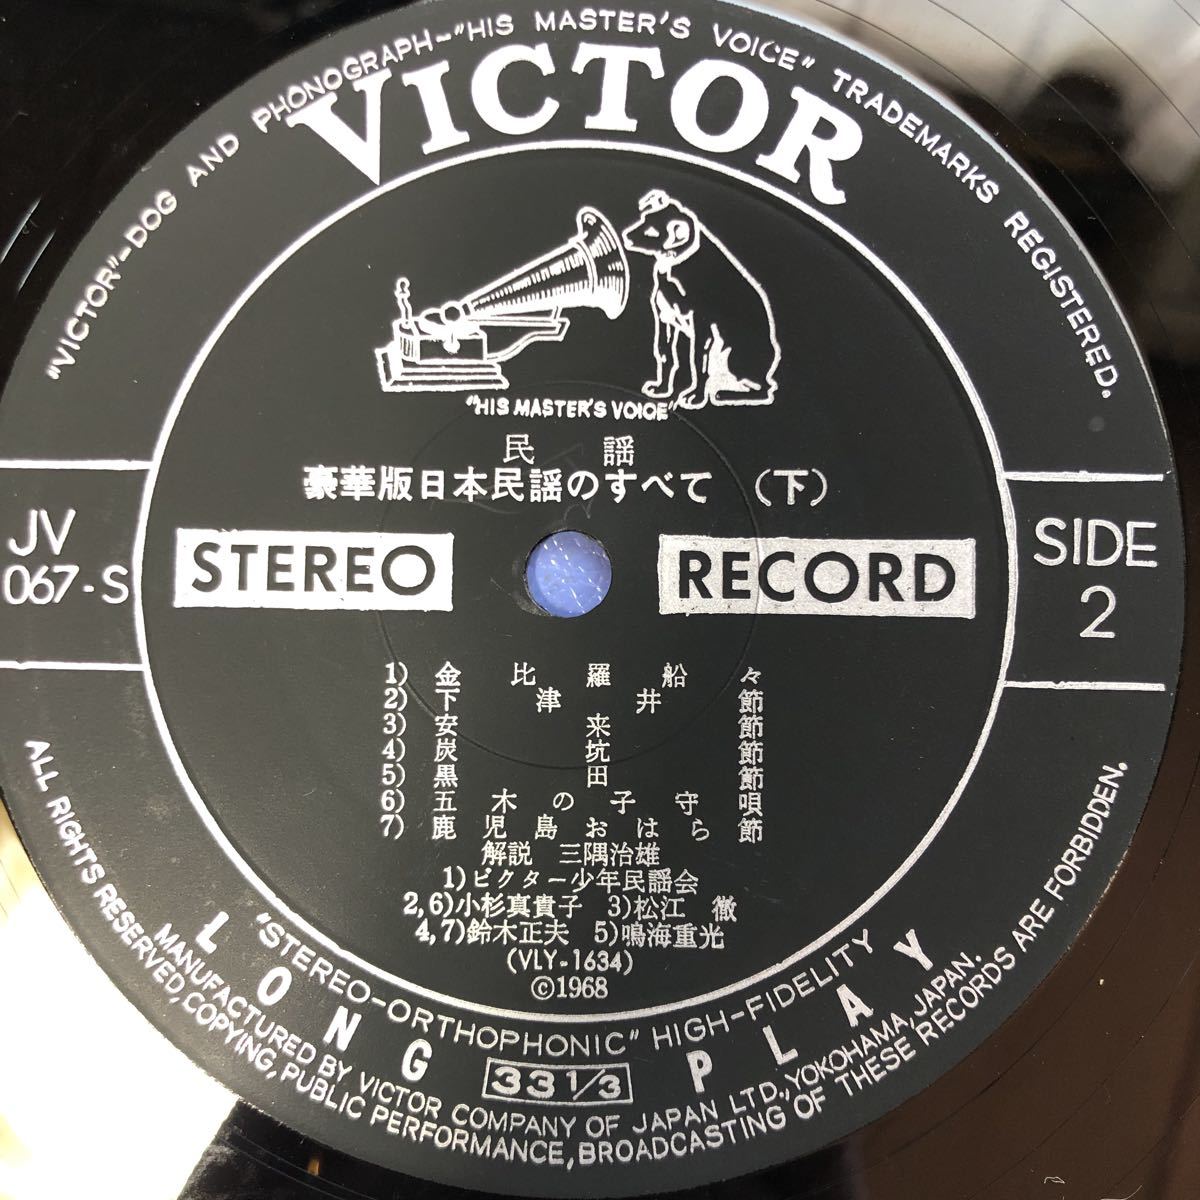 "VICTOR"-DOG AND PHONOGRAPH-"HIS MASTER'S VOICE" TRADEMARKS REGISTERED.
VICTOR
"HIS MASTER'S VOICE"
民謡
豪華版日本民謡のすべて （下）
JV
067-S
STEREO
RECORD
SIDE
2
1) 金比羅船々
2) 下津井節
3) 安来節
4) 炭坑節
5) 黒田節
6) 五木の子守唄
7) 鹿児島おはら節
解説 三隅治雄
1)ビクター少年民謡会
2,6)小杉真貴子 3)松江 徹
4,7)鈴木正夫 5)鳴海重光
(VLY-1634)
©1968
"STEREO-ORTHOPHONIC" HIGH-FIDELITY
LONG PLAY
33 1/3
MANUFACTURED BY VICTOR COMPANY OF JAPAN LTD., YOKOHAMA, JAPAN.
ALL RIGHTS RESERVED, COPYING, PUBLIC PERFORMANCE, BROADCASTING OF THESE RECORDS ARE FORBIDDEN.